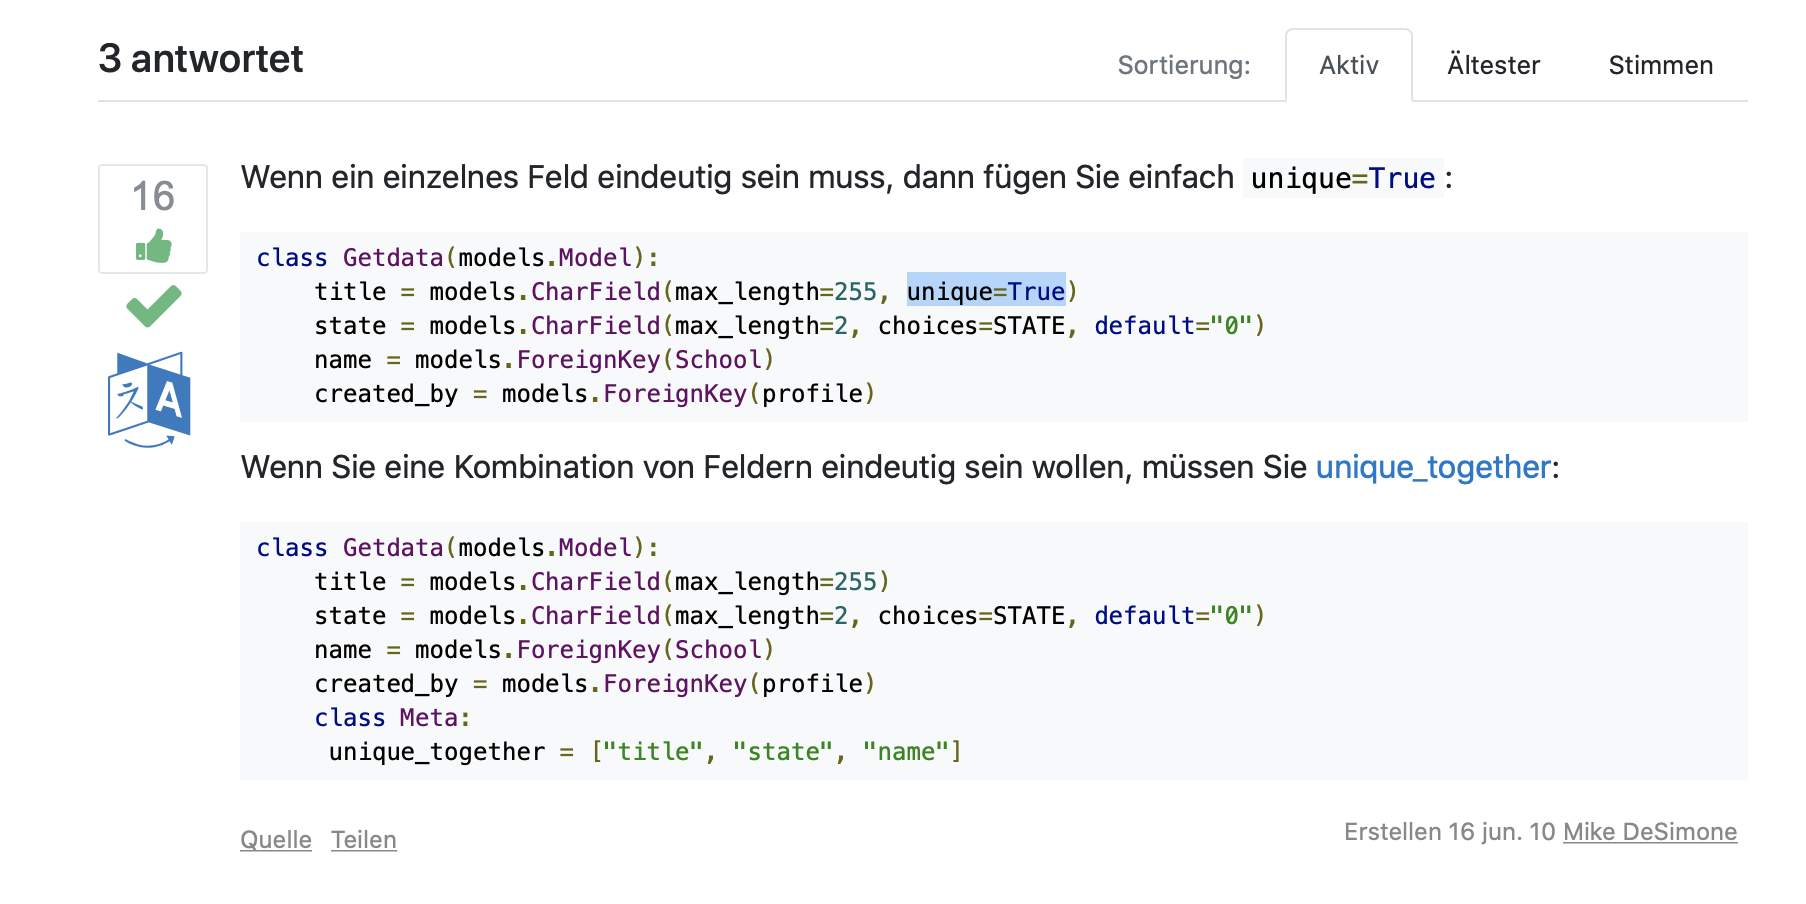 3 antwortet
Sortierung: Aktiv Ältester Stimmen
16
Wenn ein einzelnes Feld eindeutig sein muss, dann fügen Sie einfach unique=True:
class Getdata(models.Model):
    title = models.CharField(max_length=255, unique=True)
    state = models.CharField(max_length=2, choices=STATE, default="0")
    name = models.ForeignKey(School)
    created_by = models.ForeignKey(profile)
A
Wenn Sie eine Kombination von Feldern eindeutig sein wollen, müssen Sie unique_together:
class Getdata(models.Model):
    title = models.CharField(max_length=255)
    state = models.CharField(max_length=2, choices=STATE, default="0")
    name = models.ForeignKey(School)
    created_by = models.ForeignKey(profile)
    class Meta:
     unique_together = ["title", "state", "name"]
Quelle Teilen
Erstellen 16 jun. 10 Mike DeSimone